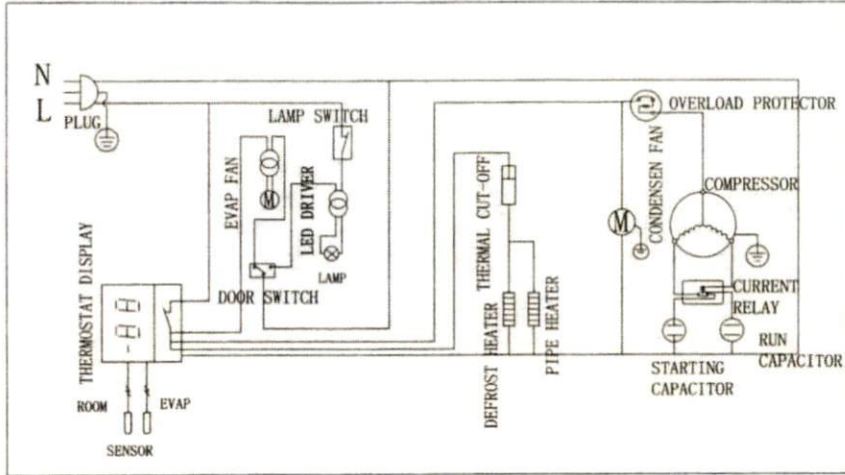 N
L
PLUG
LAMP SWITCH
EVAP FAN
M
LED DRIVER
LAMP
DOOR SWITCH
THERMOSTAT DISPLAY
ROOM
EVAP
SENSOR
THERMAL CUT-OFF
DEFROST HEATER
PIPE HEATER
OVERLOAD PROTECTOR
CONDENSEN FAN
M
COMPRESSOR
CURRENT
RELAY
STARTING
CAPACITOR
RUN
CAPACITOR